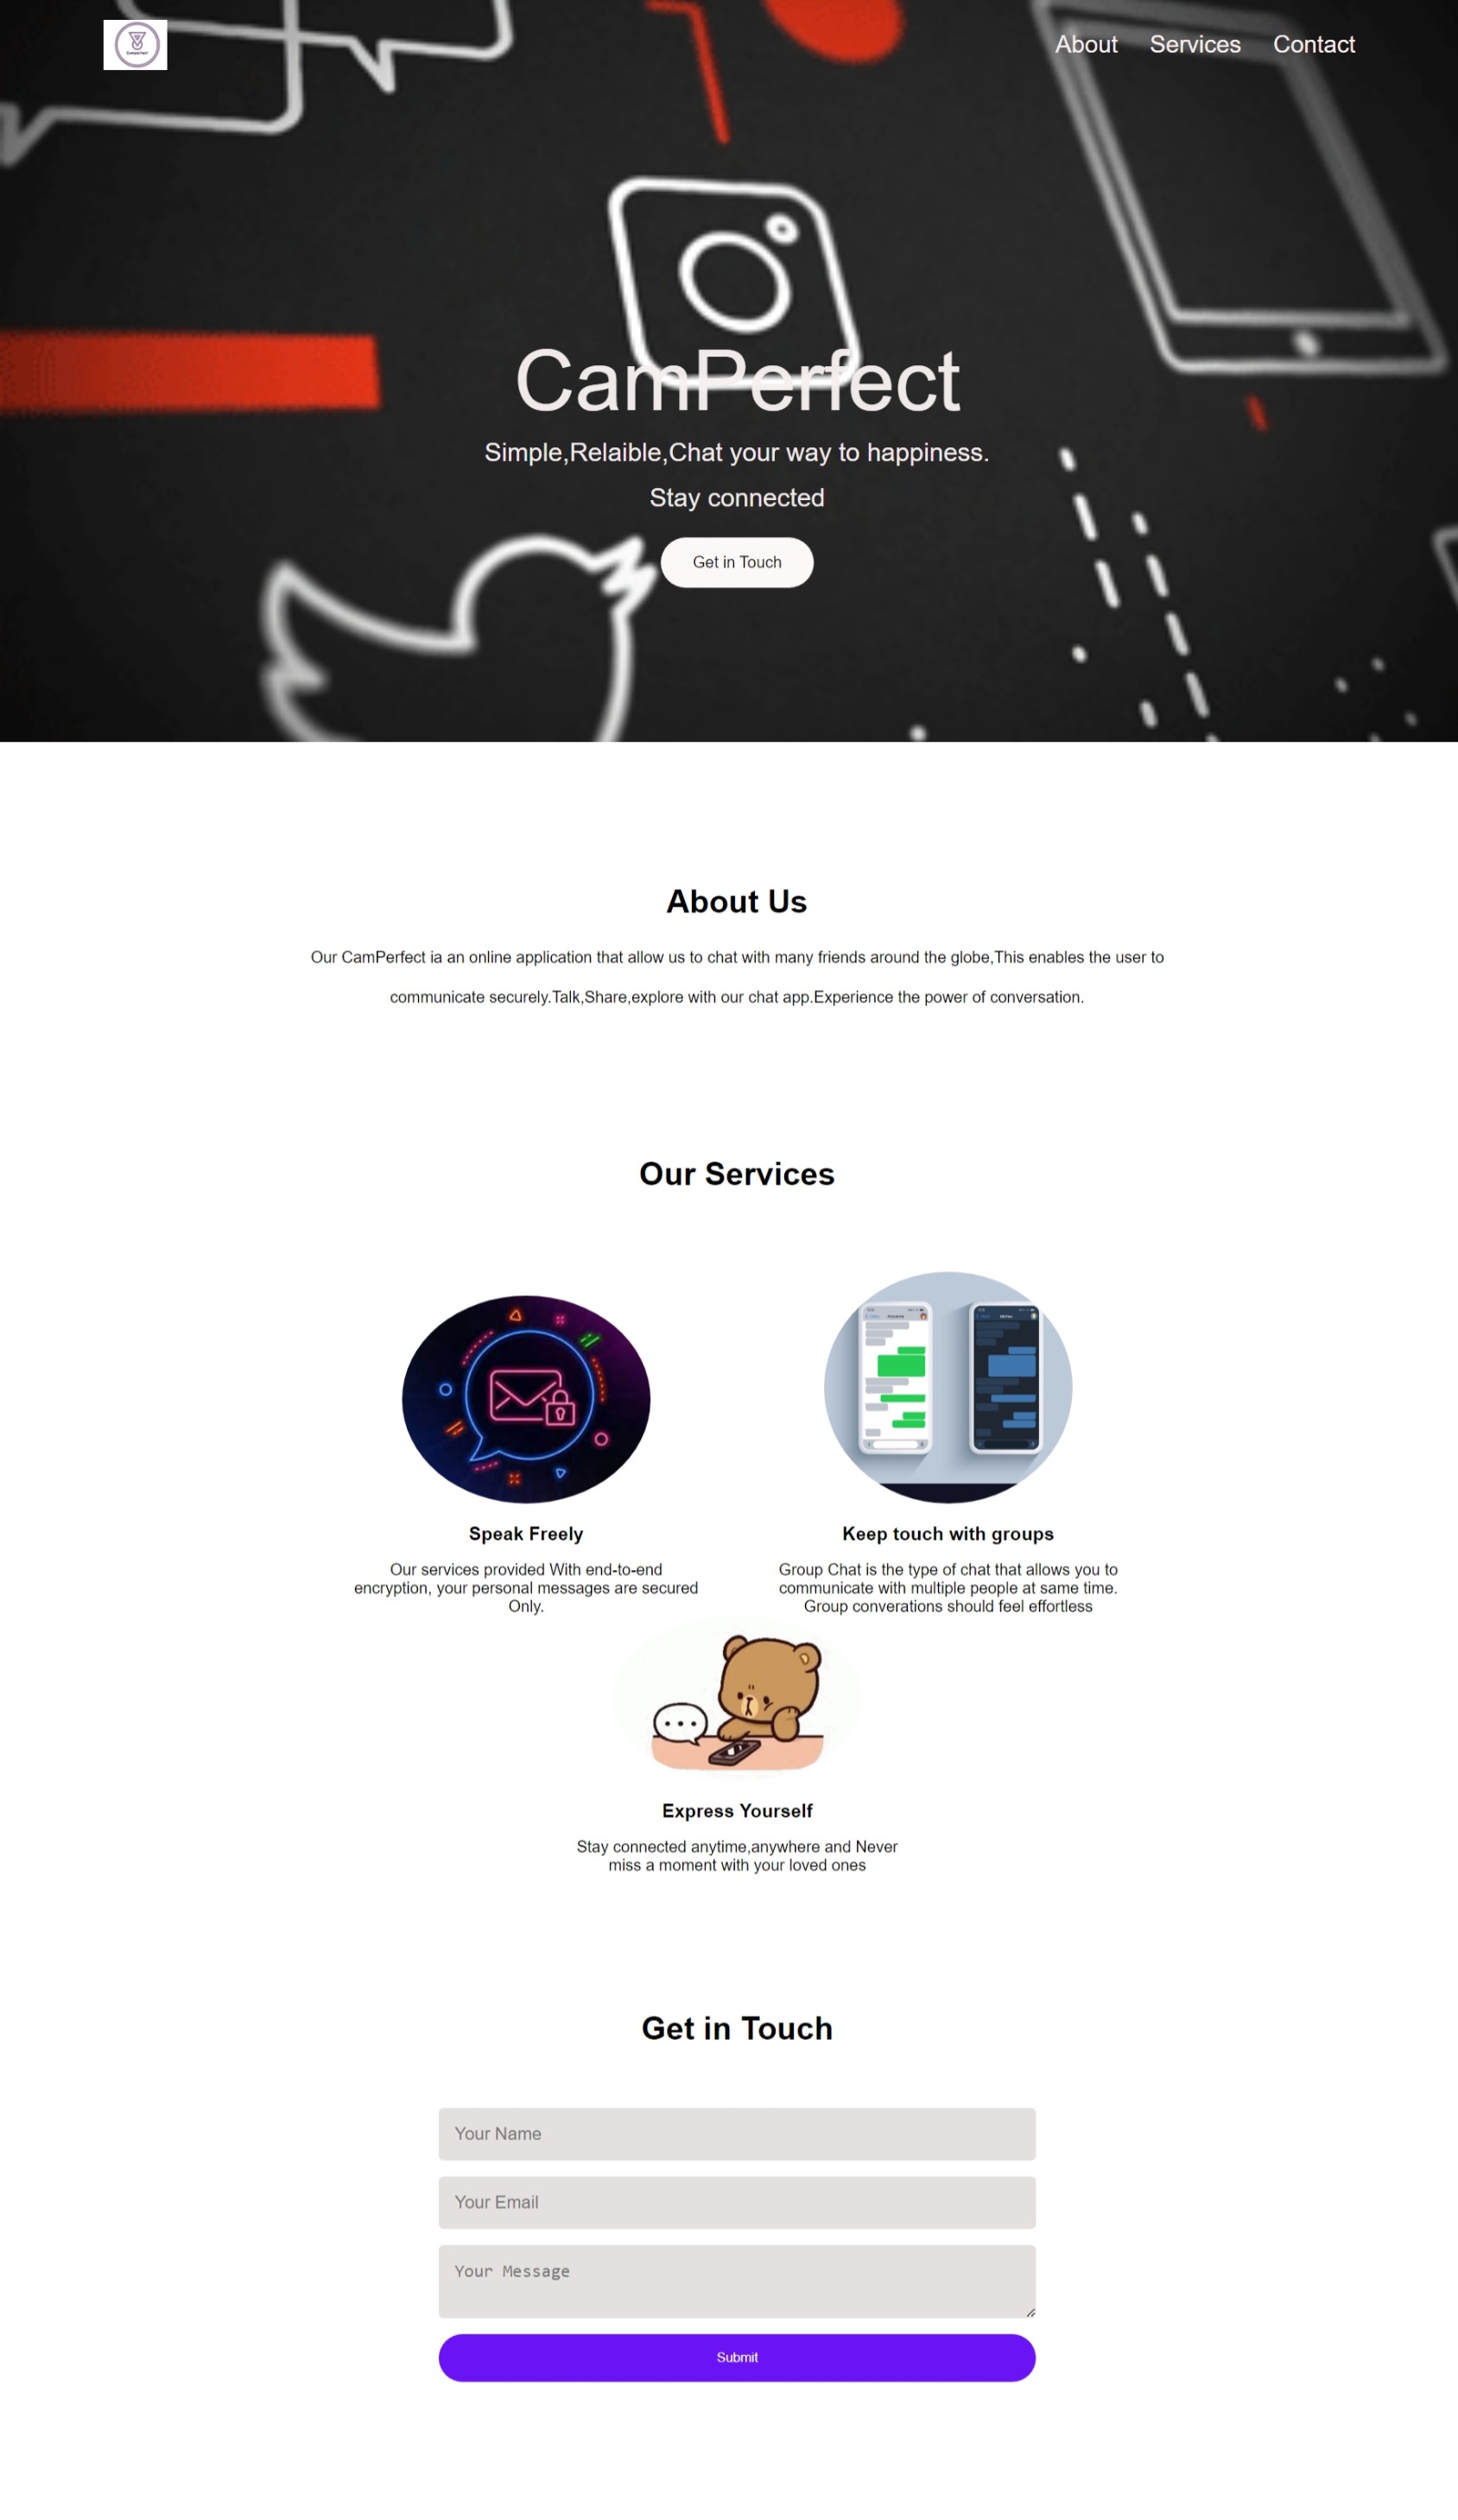 About Services Contact
CamPerfect
Simple,Relaible,Chat your way to happiness.
Stay connected
Get in Touch
About Us
Our CamPerfect ia an online application that allow us to chat with many friends around the globe,This enables the user to
communicate securely.Talk,Share,explore with our chat app.Experience the power of conversation.
Our Services
Speak Freely
Our services provided With end-to-end
encryption, your personal messages are secured
Only.
Keep touch with groups
Group Chat is the type of chat that allows you to
communicate with multiple people at same time.
Group converations should feel effortless
Express Yourself
Stay connected anytime,anywhere and Never
miss a moment with your loved ones
Get in Touch
Your Name
Your Email
Your Message
Submit